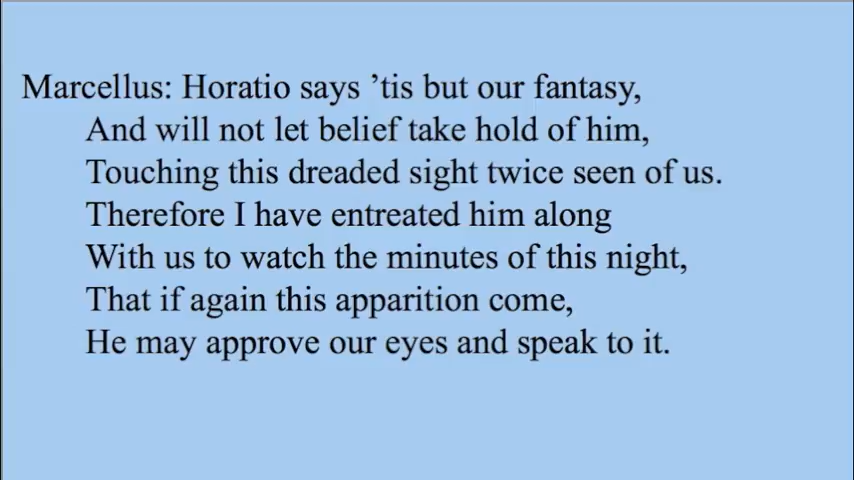 Marcellus: Horatio says ’tis but our fantasy,
And will not let belief take hold of him,
Touching this dreaded sight twice seen of us.
Therefore I have entreated him along
With us to watch the minutes of this night,
That if again this apparition come,
He may approve our eyes and speak to it.